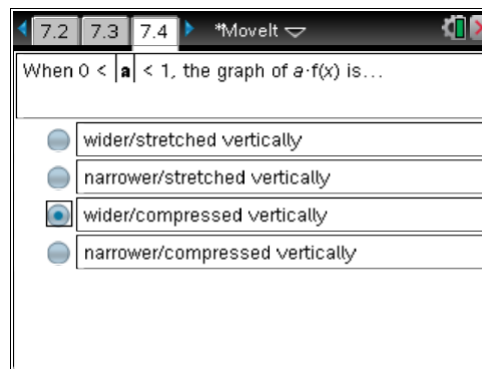 7.2 7.3 7.4 *MoveIt
When 0 < |a| < 1, the graph of a·f(x) is...
wider/stretched vertically
narrower/stretched vertically
wider/compressed vertically
narrower/compressed vertically